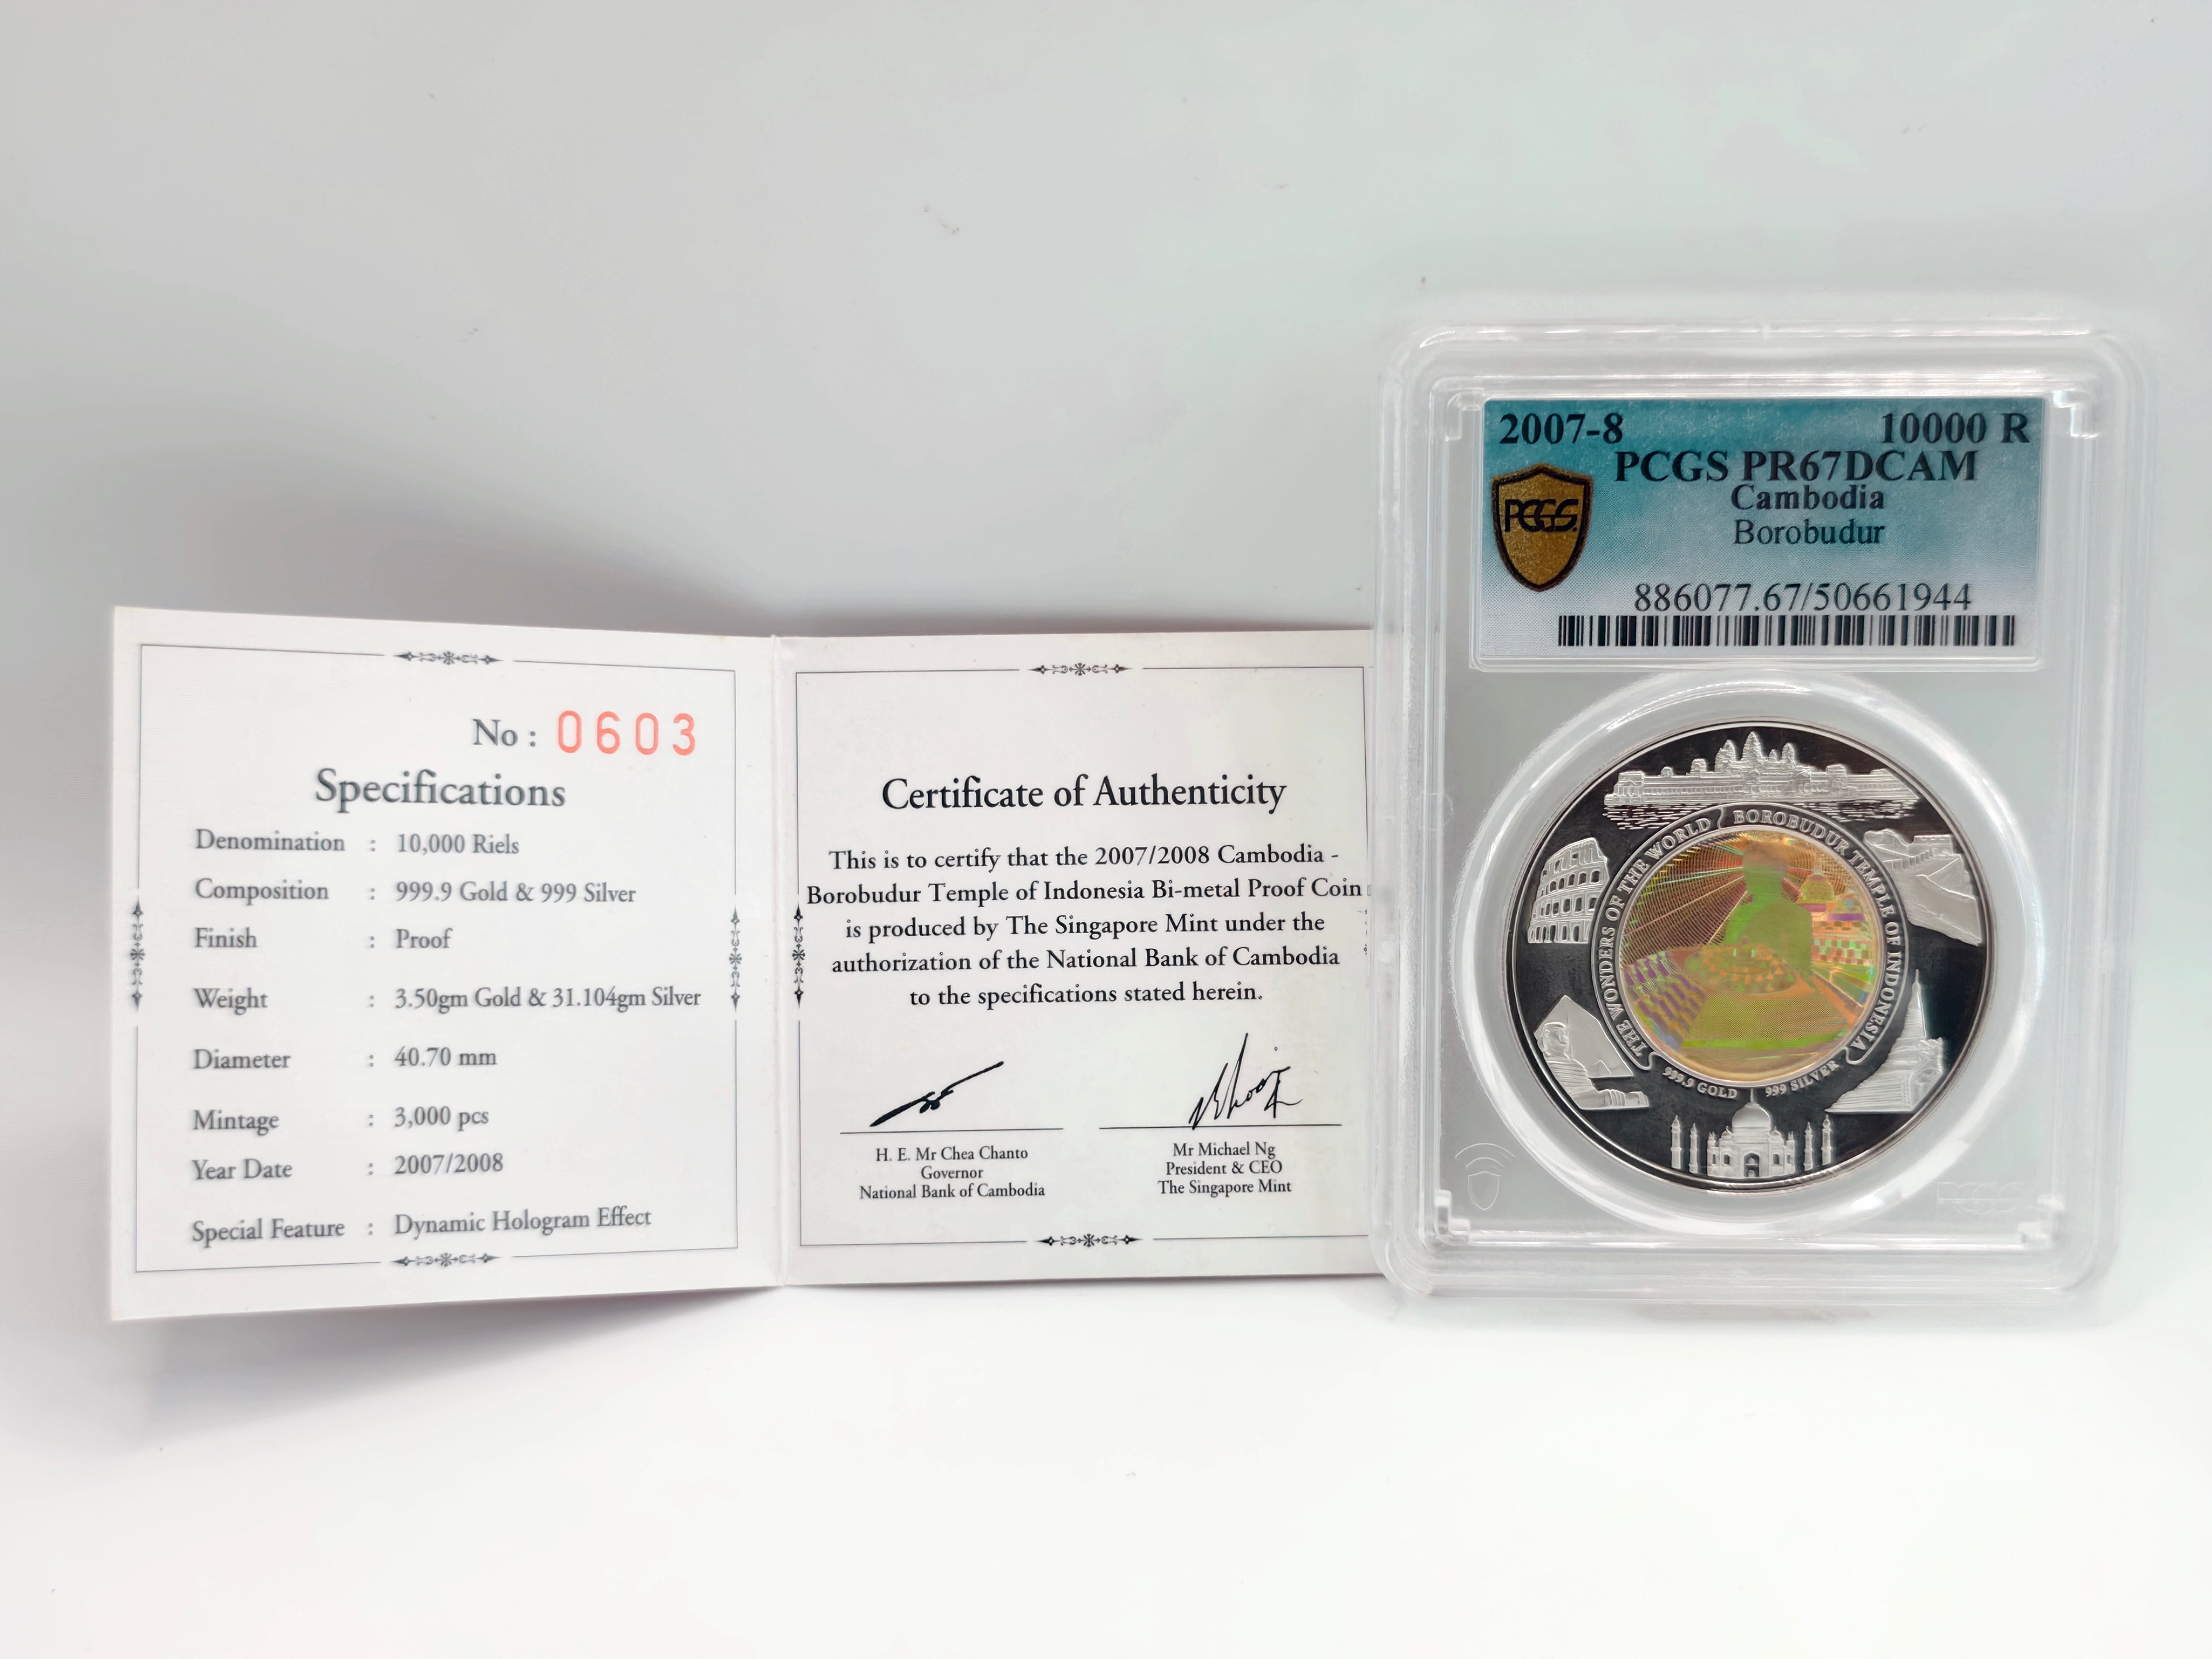 No : 0603
Specifications
Denomination : 10,000 Riels
Composition : 999.9 Gold & 999 Silver
Finish : Proof
Weight : 3.50gm Gold & 31.104gm Silver
Diameter : 40.70 mm
Mintage : 3,000 pcs
Year Date : 2007/2008
Special Feature : Dynamic Hologram Effect
Certificate of Authenticity
This is to certify that the 2007/2008 Cambodia -
Borobudur Temple of Indonesia Bi-metal Proof Coin
is produced by The Singapore Mint under the
authorization of the National Bank of Cambodia
to the specifications stated herein.
H. E. Mr Chea Chanto
Governor
National Bank of Cambodia
Mr Michael Ng
President & CEO
The Singapore Mint
2007-8 10000 R
PCGS PR67DCAM
Cambodia
Borobudur
PCGS
886077.67/50661944
THE WONDERS OF THE WORLD
BOROBUDUR TEMPLE OF INDONESIA
999.9 GOLD 999 SILVER
PCGS